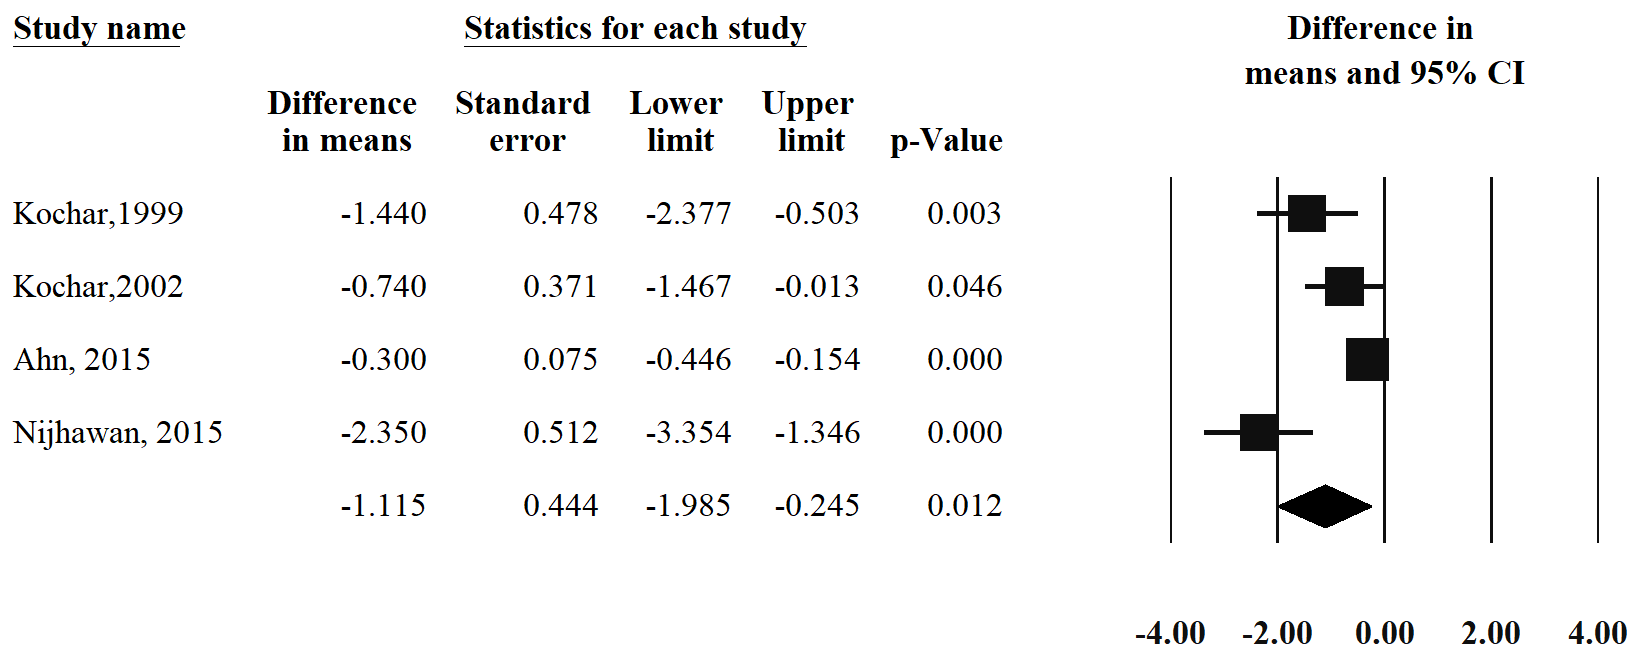 Study name Statistics for each study Difference in
means and 95% CI
Difference Standard Lower Upper
in means error limit limit p-Value
Kochar,1999 -1.440 0.478 -2.377 -0.503 0.003
Kochar,2002 -0.740 0.371 -1.467 -0.013 0.046
Ahn, 2015 -0.300 0.075 -0.446 -0.154 0.000
Nijhawan, 2015 -2.350 0.512 -3.354 -1.346 0.000
-1.115 0.444 -1.985 -0.245 0.012
-4.00 -2.00 0.00 2.00 4.00